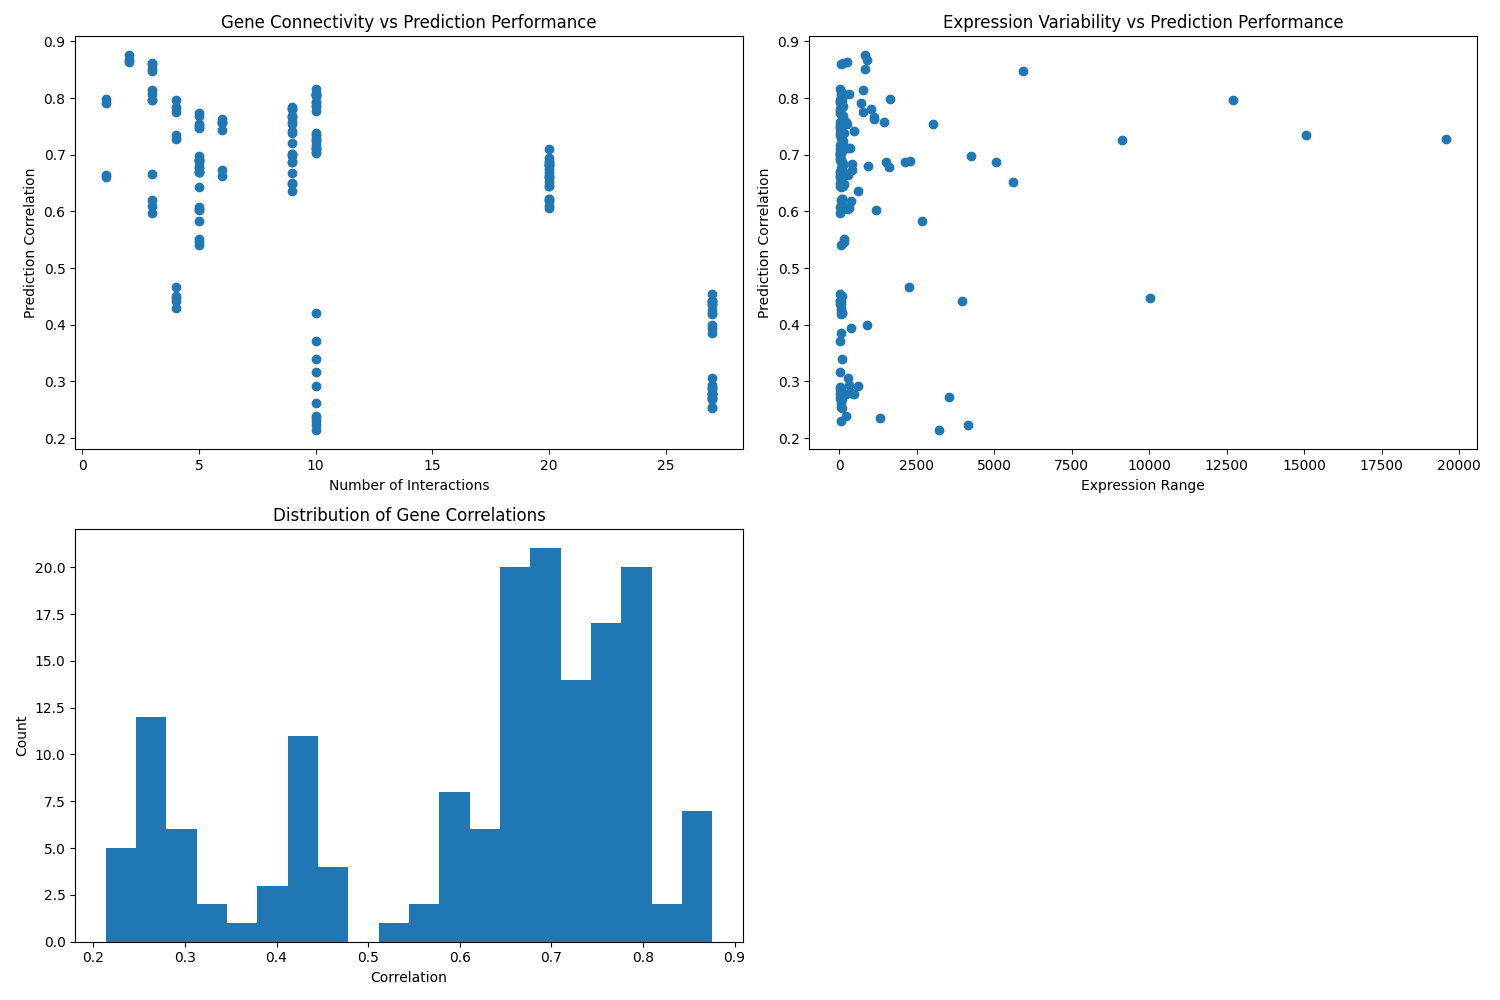 Gene Connectivity vs Prediction Performance
0.9
0.8
0.7
0.6
0.5
0.4
0.3
0.2
Prediction Correlation
0 5 10 15 20 25
Number of Interactions
Expression Variability vs Prediction Performance
0.9
0.8
0.7
0.6
0.5
0.4
0.3
0.2
Prediction Correlation
0 2500 5000 7500 10000 12500 15000 17500 20000
Expression Range
Distribution of Gene Correlations
20.0
17.5
15.0
12.5
10.0
7.5
5.0
2.5
0.0
Count
0.2 0.3 0.4 0.5 0.6 0.7 0.8 0.9
Correlation